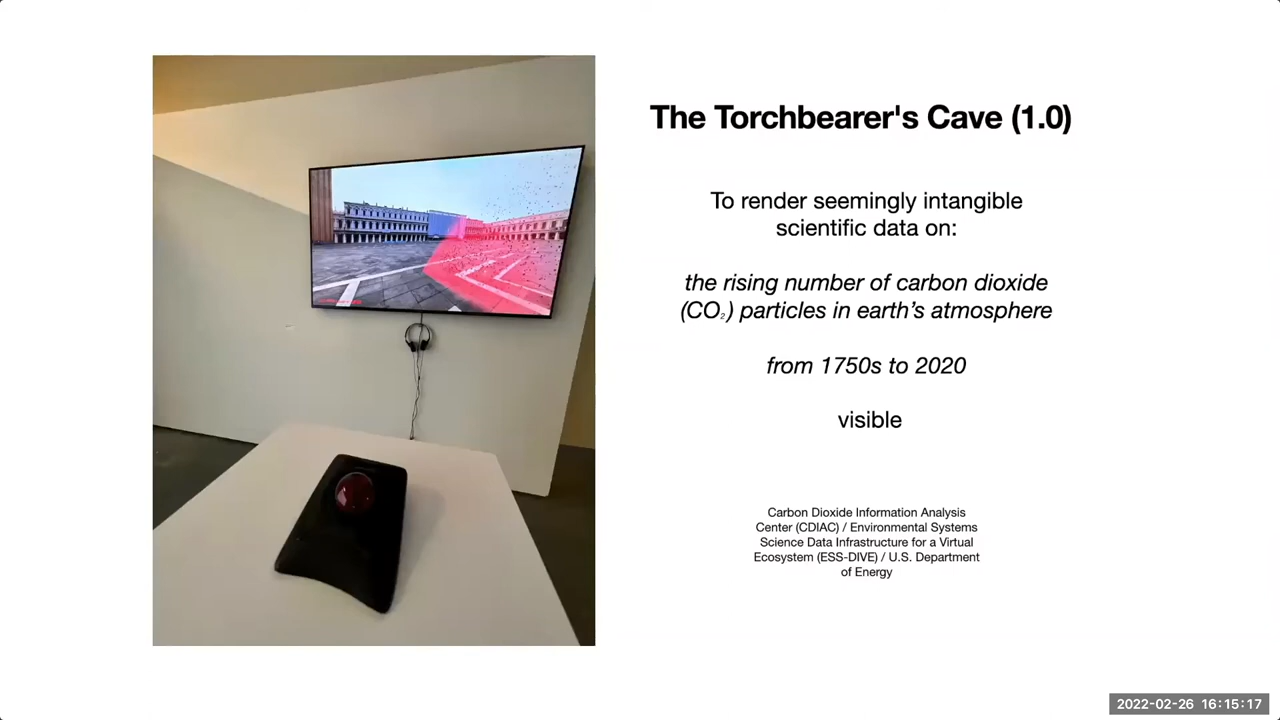 The Torchbearer's Cave (1.0)
To render seemingly intangible
scientific data on:
the rising number of carbon dioxide
(CO₂) particles in earth’s atmosphere
from 1750s to 2020
visible
Carbon Dioxide Information Analysis
Center (CDIAC) / Environmental Systems
Science Data Infrastructure for a Virtual
Ecosystem (ESS-DIVE) / U.S. Department
of Energy
2022-02-26 16:15:17